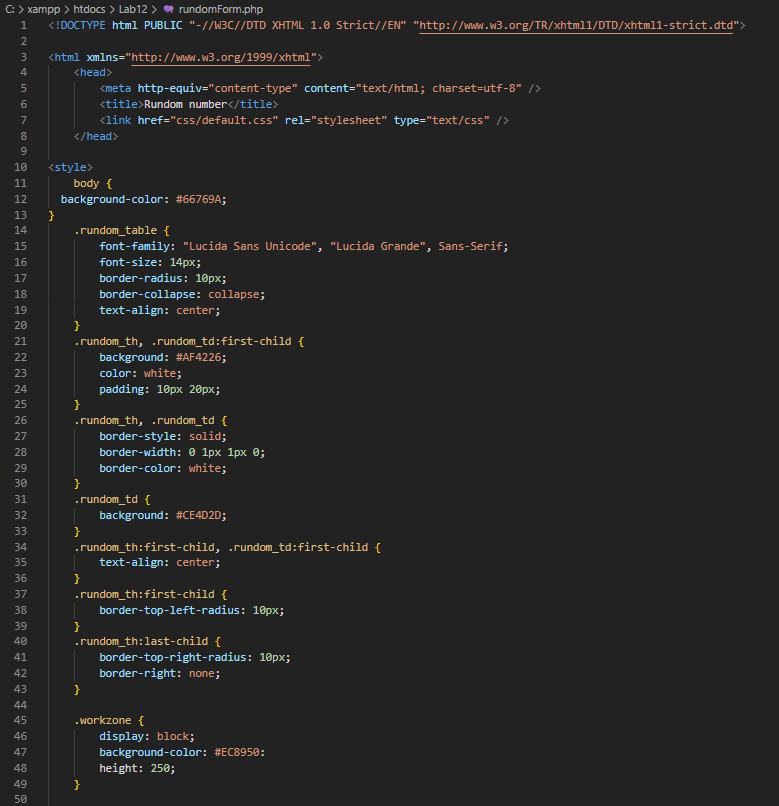 C: > xampp > htdocs > Lab12 > rundomForm.php
1 <!DOCTYPE html PUBLIC "-//W3C//DTD XHTML 1.0 Strict//EN" "http://www.w3.org/TR/xhtml1/DTD/xhtml1-strict.dtd">
2
3 <html xmlns="http://www.w3.org/1999/xhtml">
4     <head>
5         <meta http-equiv="content-type" content="text/html; charset=utf-8" />
6         <title>Rundom number</title>
7         <link href="css/default.css" rel="stylesheet" type="text/css" />
8     </head>
9
10 <style>
11     body {
12   background-color: #66769A;
13 }
14     .rundom_table {
15         font-family: "Lucida Sans Unicode", "Lucida Grande", Sans-Serif;
16         font-size: 14px;
17         border-radius: 10px;
18         border-collapse: collapse;
19         text-align: center;
20     }
21     .rundom_th, .rundom_td:first-child {
22         background: #AF4226;
23         color: white;
24         padding: 10px 20px;
25     }
26     .rundom_th, .rundom_td {
27         border-style: solid;
28         border-width: 0 1px 1px 0;
29         border-color: white;
30     }
31     .rundom_td {
32         background: #CE4D2D;
33     }
34     .rundom_th:first-child, .rundom_td:first-child {
35         text-align: center;
36     }
37     .rundom_th:first-child {
38         border-top-left-radius: 10px;
39     }
40     .rundom_th:last-child {
41         border-top-right-radius: 10px;
42         border-right: none;
43     }
44
45     .workzone {
46         display: block;
47         background-color: #EC8950:
48         height: 250;
49     }
50